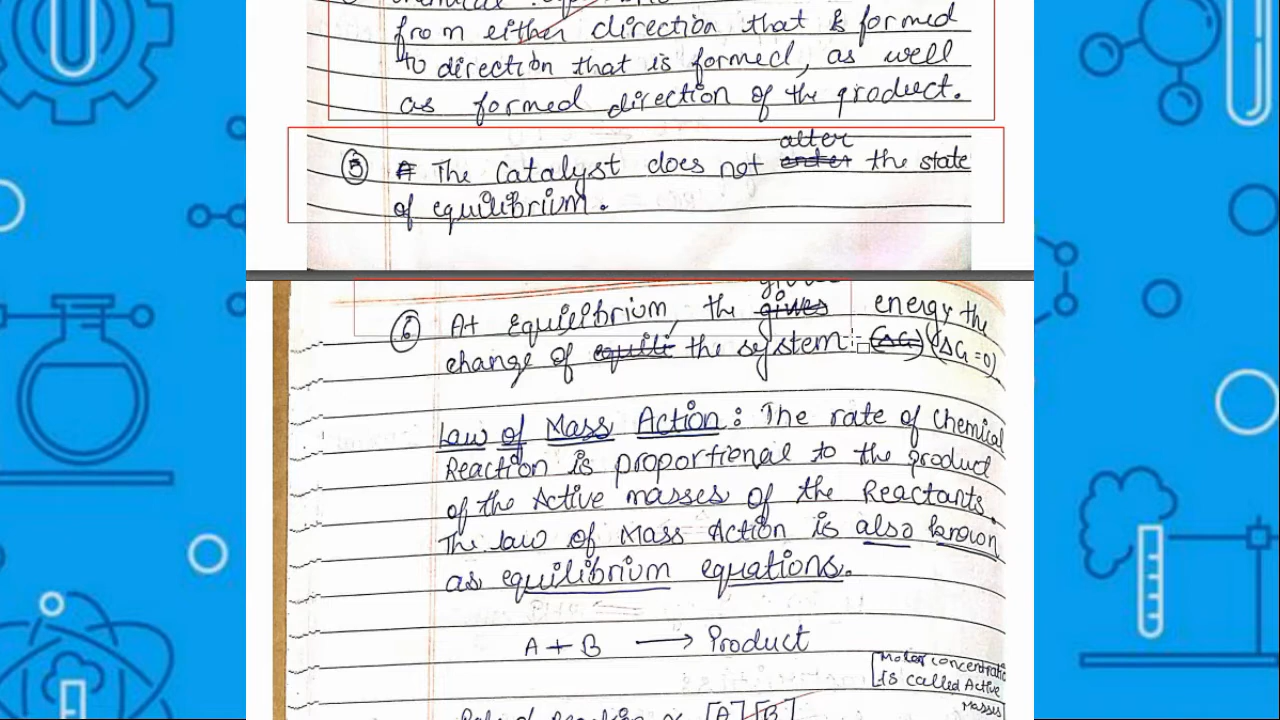 from either direction that is formed
to direction that is formed, as well
as formed direction of the product.
⑤ The Catalyst does not alter the state
of equilibrium.
⑥ At Equilibrium, the gives energy the
change of the system (ΔG) (ΔG=0)
Law of Mass Action: The rate of Chemical
Reaction is proportional to the product
of the Active masses of the Reactants.
The law of Mass Action is also known
as equilibrium equations.
A + B → Product
Molar concentratio
is called Active
Masses
[A] [B]